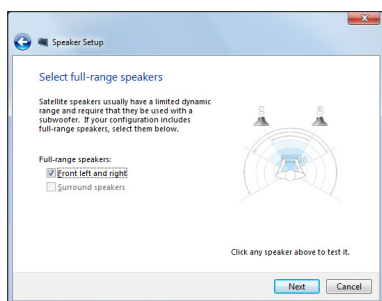 Speaker Setup
Select full-range speakers
Satellite speakers usually have a limited dynamic
range and require that they be used with a
subwoofer. If your configuration includes
full-range speakers, select them below.
Full-range speakers:
Front left and right
Surround speakers
Click any speaker above to test it.
Next
Cancel